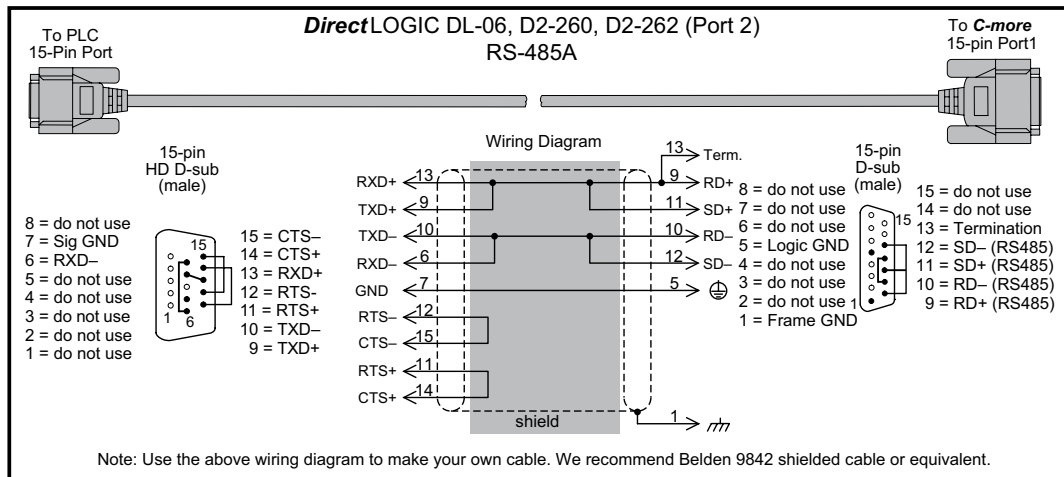 DirectLOGIC DL-06, D2-260, D2-262 (Port 2)
RS-485A
To PLC
15-Pin Port
To C-more
15-pin Port1
15-pin
HD D-sub
(male)
8 = do not use
7 = Sig GND
6 = RXD–
5 = do not use
4 = do not use
3 = do not use
2 = do not use
1 = do not use
15
1
6
15 = CTS–
14 = CTS+
13 = RXD+
12 = RTS-
11 = RTS+
10 = TXD–
9 = TXD+
Wiring Diagram
13 Term.
RXD+ 13 9 RD+
TXD+ 9 11 SD+
TXD– 10 10 RD–
RXD– 6 12 SD–
GND 7 5
RTS– 12
CTS– 15
RTS+ 11
CTS+ 14
shield
1
8 = do not use
7 = do not use
6 = do not use
5 = Logic GND
4 = do not use
3 = do not use
2 = do not use
1 = Frame GND
15-pin
D-sub
(male)
15
1
15 = do not use
14 = do not use
13 = Termination
12 = SD– (RS485)
11 = SD+ (RS485)
10 = RD– (RS485)
9 = RD+ (RS485)
Note: Use the above wiring diagram to make your own cable. We recommend Belden 9842 shielded cable or equivalent.